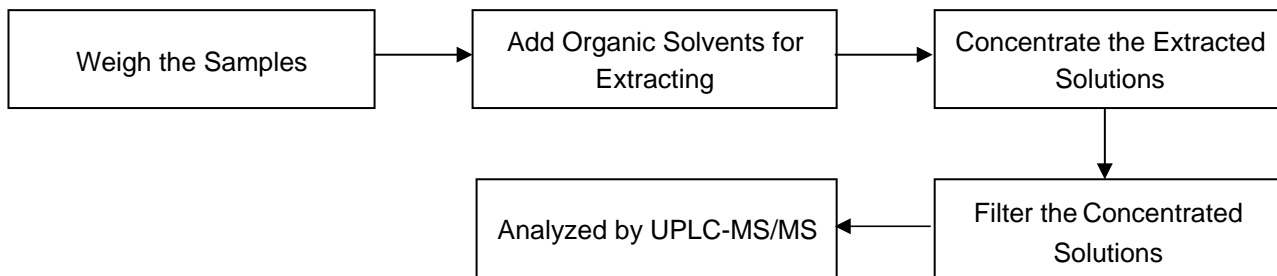 Weigh the Samples
Add Organic Solvents for
Extracting
Concentrate the Extracted
Solutions
Filter the Concentrated
Solutions
Analyzed by UPLC-MS/MS